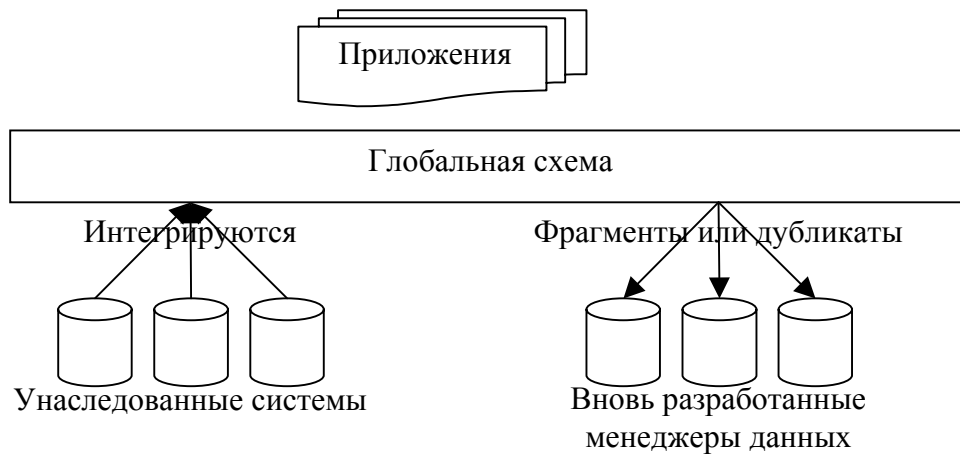 Приложения
Глобальная схема
Интегрируются
Фрагменты или дубликаты
Унаследованные системы
Вновь разработанные
менеджеры данных